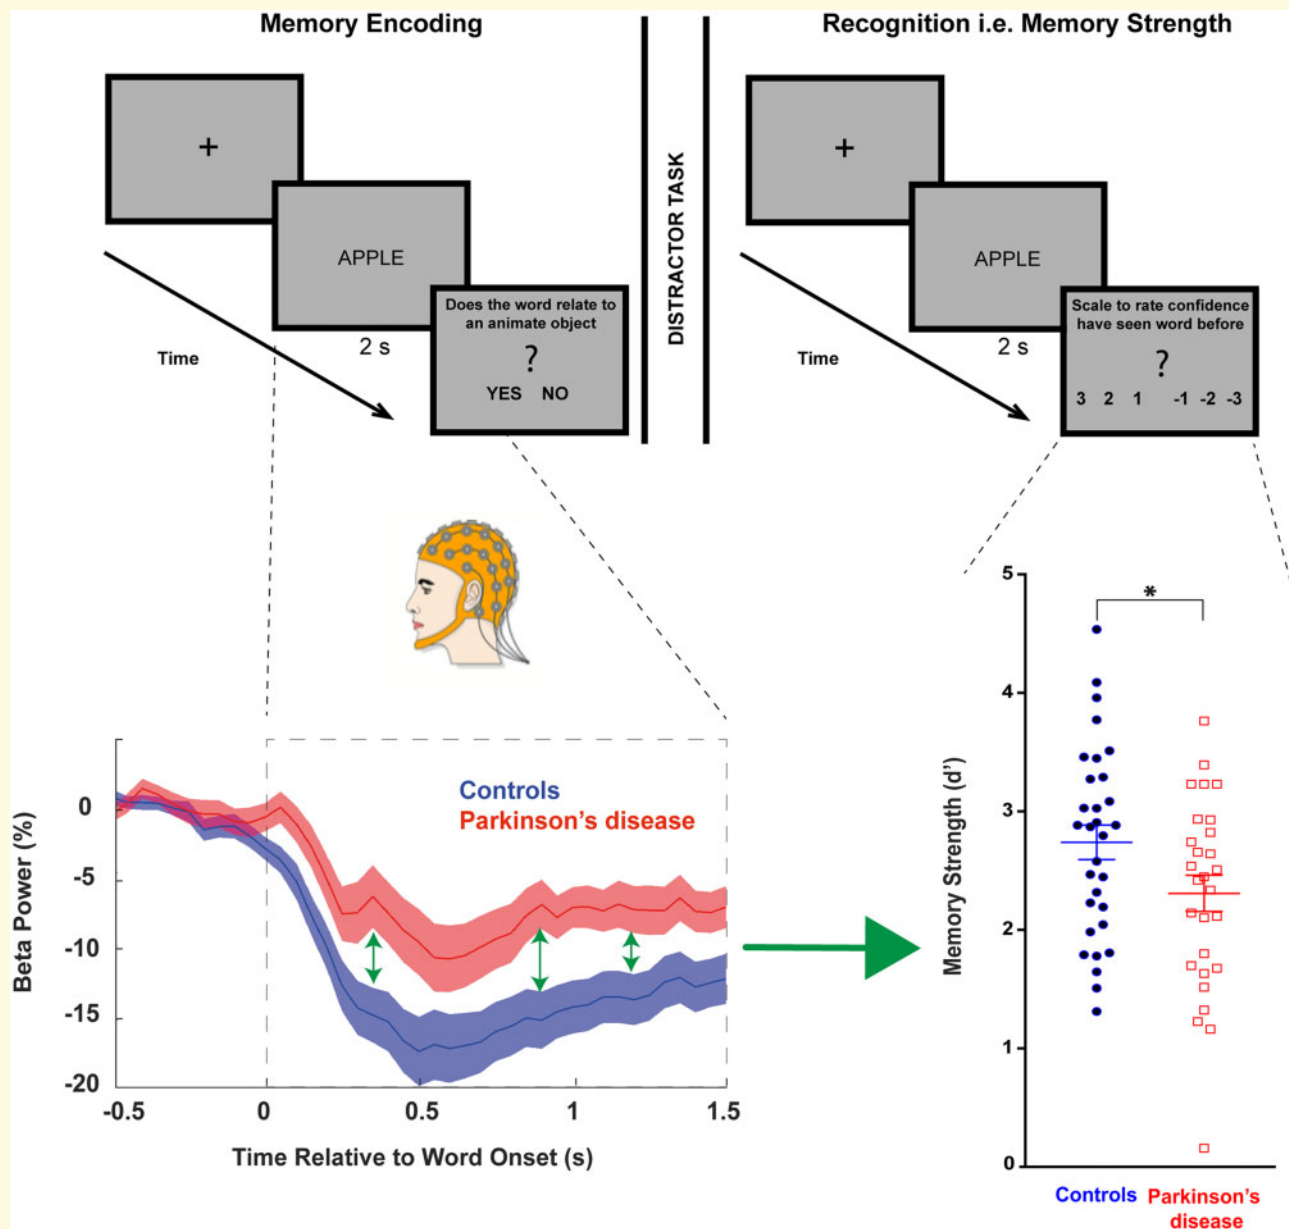 Memory Encoding
Recognition i.e. Memory Strength
+
APPLE
2 s
Does the word relate to
an animate object
?
YES NO
Time
DISTRACTOR TASK
+
APPLE
2 s
Scale to rate confidence
have seen word before
?
3 2 1 -1 -2 -3
Time
Controls
Parkinson's disease
Beta Power (%)
0
-5
-10
-15
-20
-0.5 0 0.5 1 1.5
Time Relative to Word Onset (s)
Memory Strength (d')
5
4
3
2
1
0
*
Controls
Parkinson's
disease